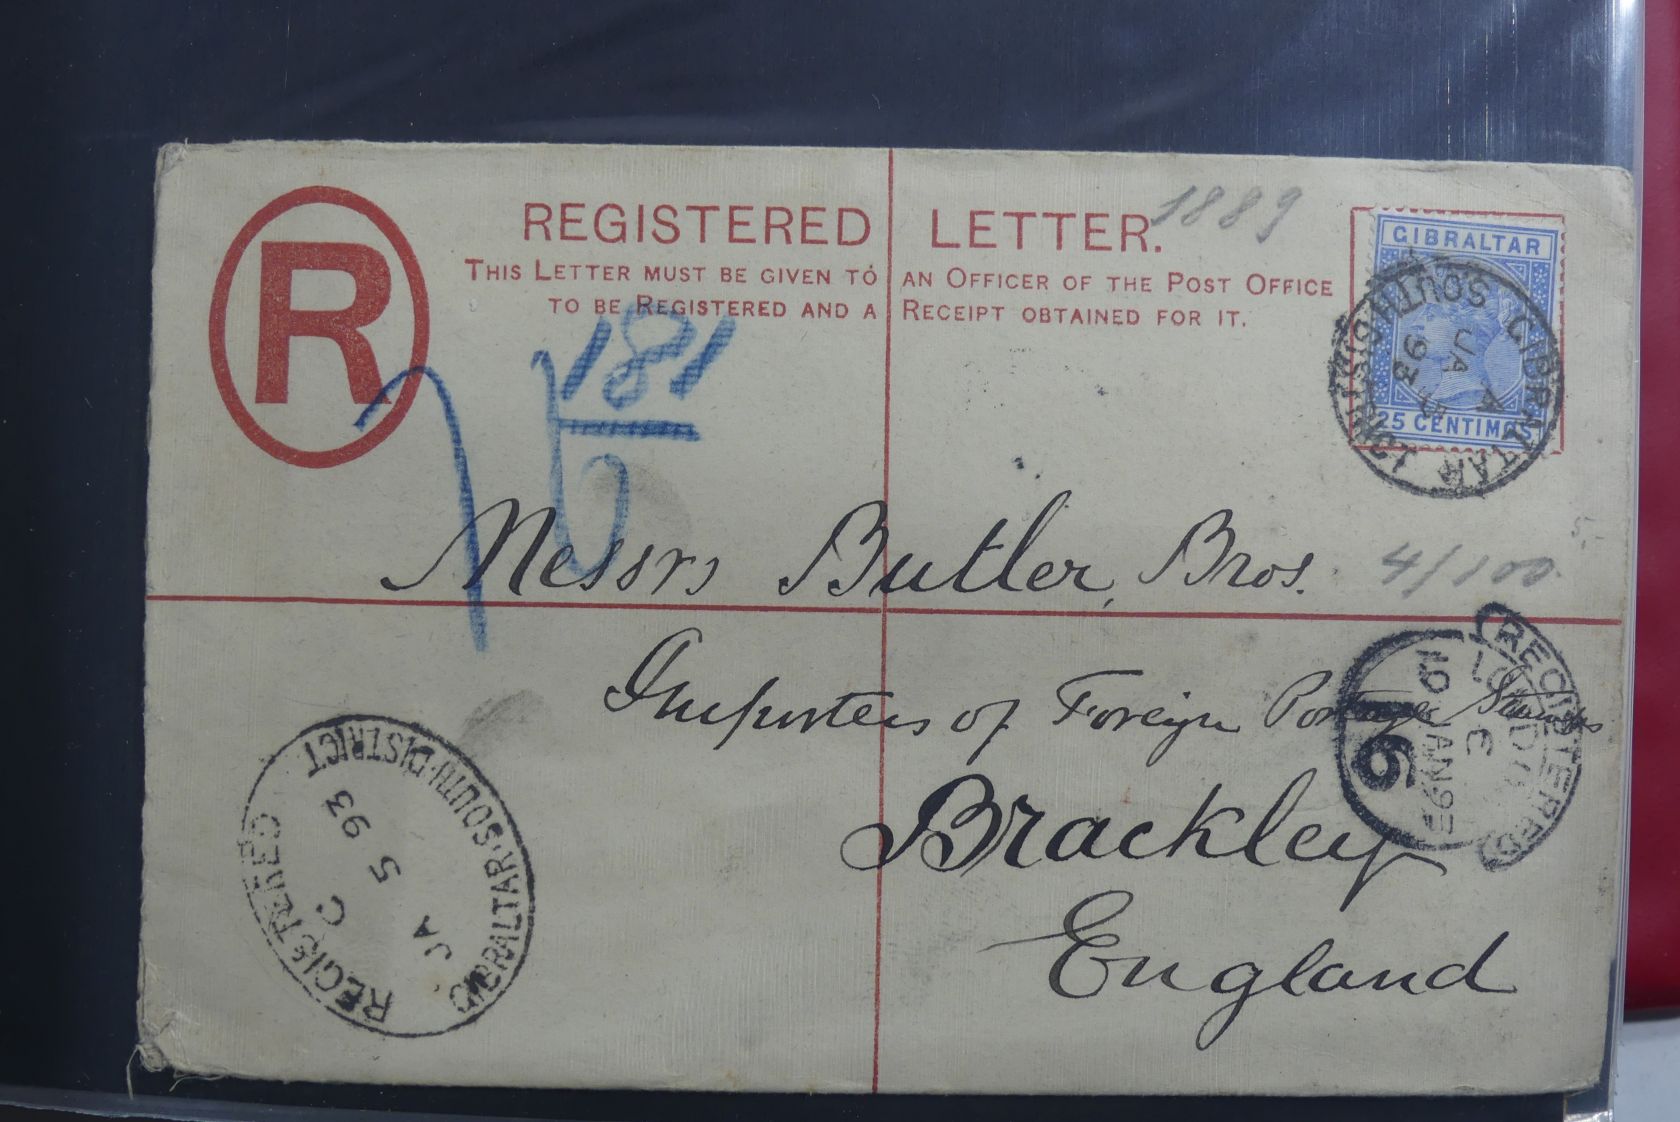 REGISTERED LETTER.
1889
THIS LETTER MUST BE GIVEN TO AN OFFICER OF THE POST OFFICE
TO BE REGISTERED AND A RECEIPT OBTAINED FOR IT.
R
GIBRALTAR
25 CENTIMOS
GIBRALTAR SOUTH DISTRICT
A
JA
93
181
6
Messrs Butler, Bros.
4/100
Importers of Foreign Postage Stamps
Brackley
England
REGISTERED
LONDON
10 JAN 93
91
REGISTERED
GIBRALTAR·SOUTH·DISTRICT
C
JA 5 93